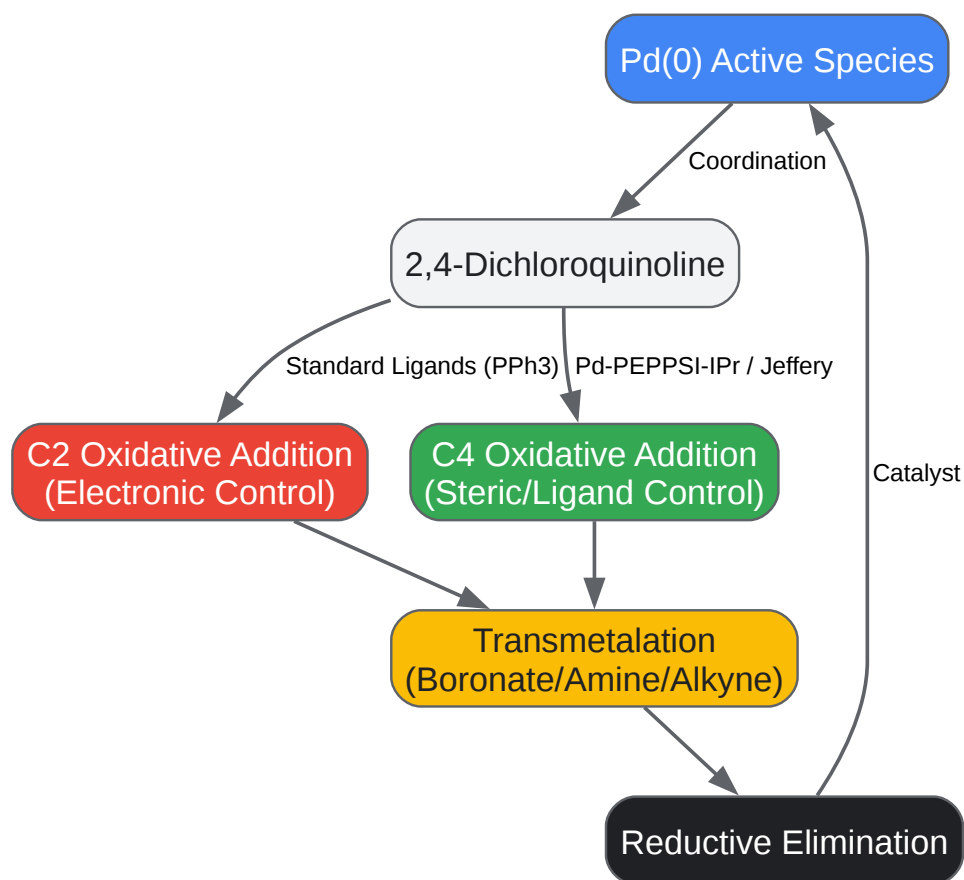 Pd(0) Active Species
Coordination
2,4-Dichloroquinoline
Standard Ligands (PPh3)
Pd-PEPPSI-IPr / Jeffery
C2 Oxidative Addition
(Electronic Control)
C4 Oxidative Addition
(Steric/Ligand Control)
Catalyst
Transmetalation
(Boronate/Amine/Alkyne)
Reductive Elimination